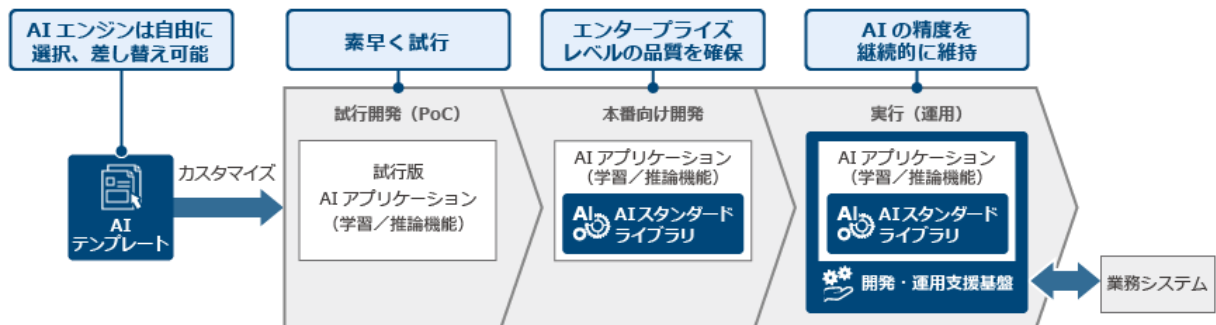 AI エンジンは自由に
選択、差し替え可能
素早く試行
エンタープライズ
レベルの品質を確保
AI の精度を
継続的に維持
試行開発（PoC）
本番向け開発
実行（運用）
AI
テンプレート
カスタマイズ
試行版
AI アプリケーション
（学習／推論機能）
AI アプリケーション
（学習／推論機能）
AI
AIスタンダード
ライブラリ
AI アプリケーション
（学習／推論機能）
AI
AIスタンダード
ライブラリ
開発・運用支援基盤
業務システム